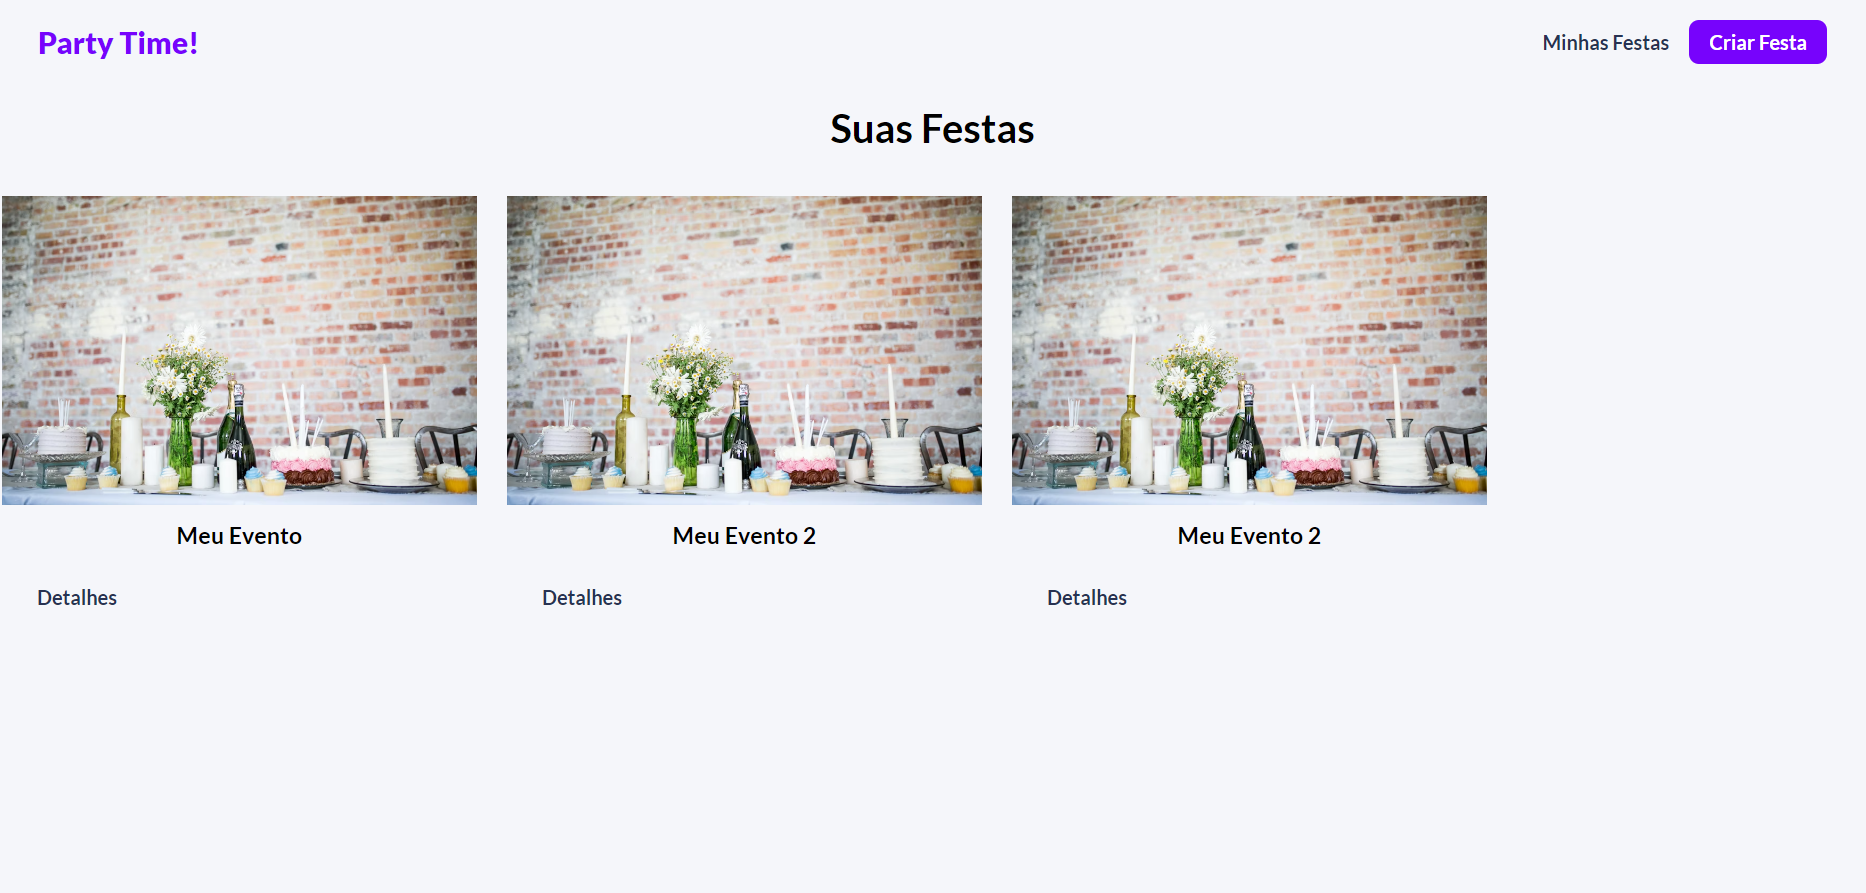 Party Time!
Minhas Festas
Criar Festa
Suas Festas
Meu Evento
Meu Evento 2
Meu Evento 2
Detalhes
Detalhes
Detalhes